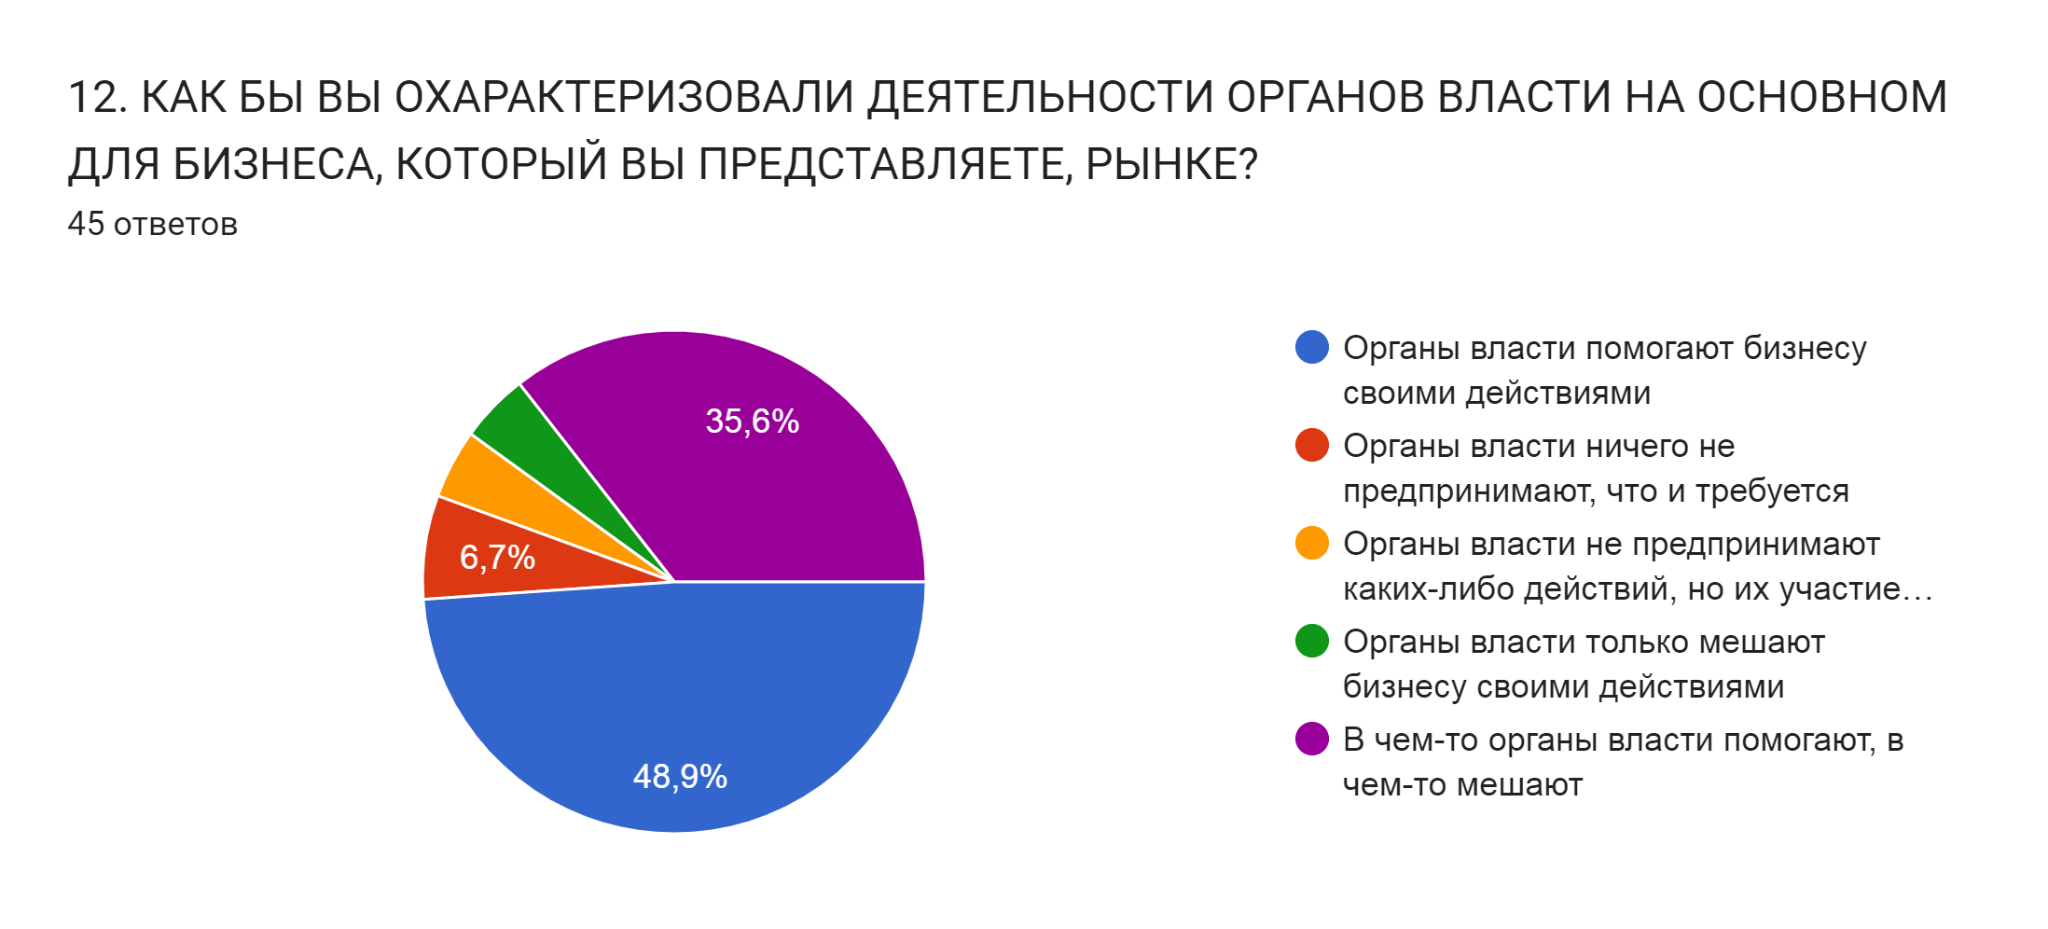 12. КАК БЫ ВЫ ОХАРАКТЕРИЗОВАЛИ ДЕЯТЕЛЬНОСТИ ОРГАНОВ ВЛАСТИ НА ОСНОВНОМ
ДЛЯ БИЗНЕСА, КОТОРЫЙ ВЫ ПРЕДСТАВЛЯЕТЕ, РЫНКЕ?
45 ответов
35,6%
6,7%
48,9%
Органы власти помогают бизнесу
своими действиями
Органы власти ничего не
предпринимают, что и требуется
Органы власти не предпринимают
каких-либо действий, но их участие…
Органы власти только мешают
бизнесу своими действиями
В чем-то органы власти помогают, в
чем-то мешают